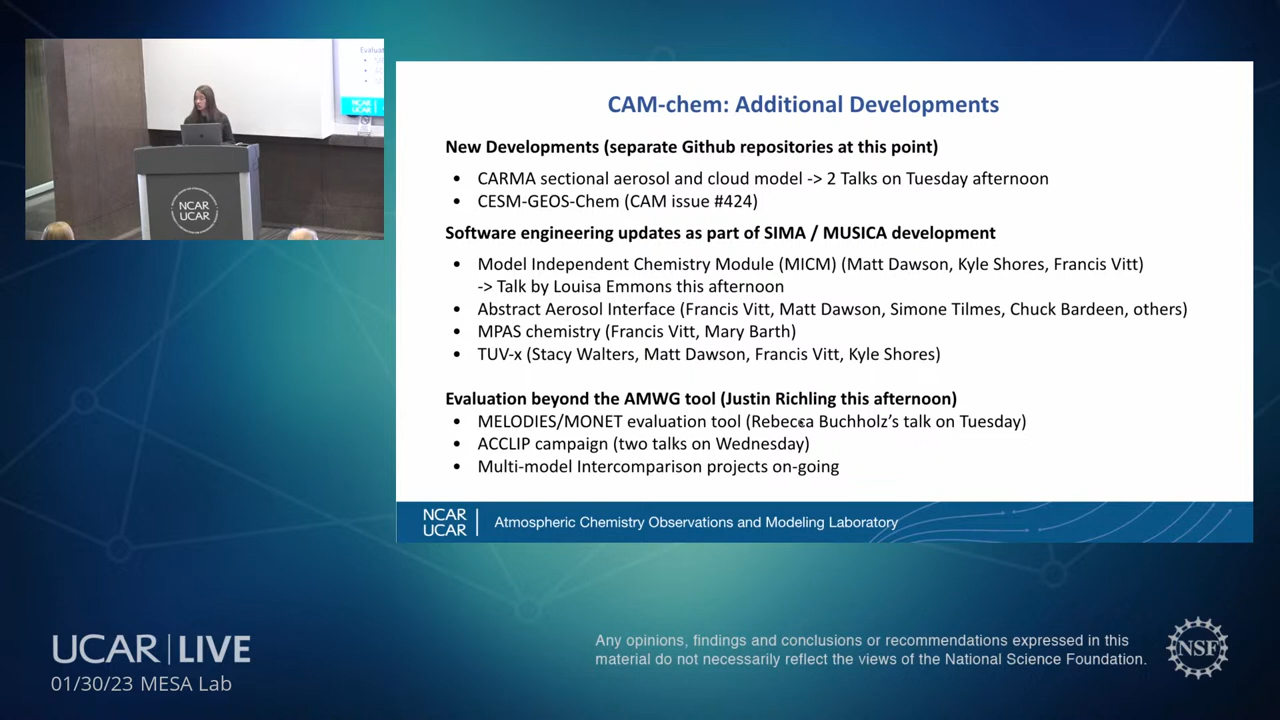 Evaluat
NCAR
UCAR
NCAR
UCAR
CAM-chem: Additional Developments
New Developments (separate Github repositories at this point)
• CARMA sectional aerosol and cloud model -> 2 Talks on Tuesday afternoon
• CESM-GEOS-Chem (CAM issue #424)
Software engineering updates as part of SIMA / MUSICA development
• Model Independent Chemistry Module (MICM) (Matt Dawson, Kyle Shores, Francis Vitt)
-> Talk by Louisa Emmons this afternoon
• Abstract Aerosol Interface (Francis Vitt, Matt Dawson, Simone Tilmes, Chuck Bardeen, others)
• MPAS chemistry (Francis Vitt, Mary Barth)
• TUV-x (Stacy Walters, Matt Dawson, Francis Vitt, Kyle Shores)
Evaluation beyond the AMWG tool (Justin Richling this afternoon)
• MELODIES/MONET evaluation tool (Rebecca Buchholz’s talk on Tuesday)
• ACCLIP campaign (two talks on Wednesday)
• Multi-model Intercomparison projects on-going
NCAR
UCAR
Atmospheric Chemistry Observations and Modeling Laboratory
UCAR | LIVE
01/30/23 MESA Lab
Any opinions, findings and conclusions or recommendations expressed in this
material do not necessarily reflect the views of the National Science Foundation.
NSF